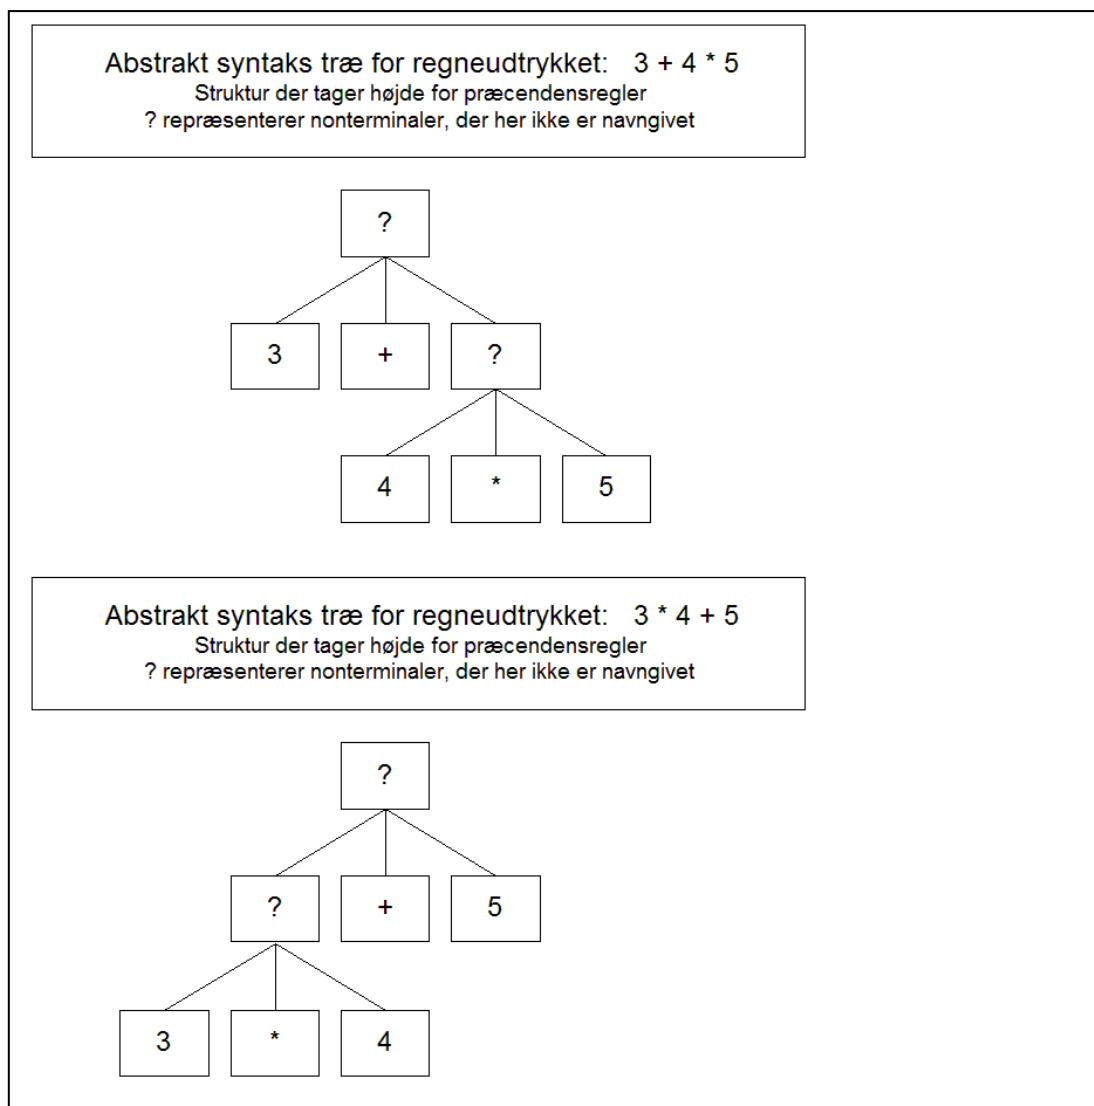 Abstrakt syntaks træ for regneudtrykket: 3 + 4 * 5
Struktur der tager højde for præcendensregler
? repræsenterer nonterminaler, der her ikke er navngivet
?
3 + ?
4 * 5
Abstrakt syntaks træ for regneudtrykket: 3 * 4 + 5
Struktur der tager højde for præcendensregler
? repræsenterer nonterminaler, der her ikke er navngivet
?
? + 5
3 * 4